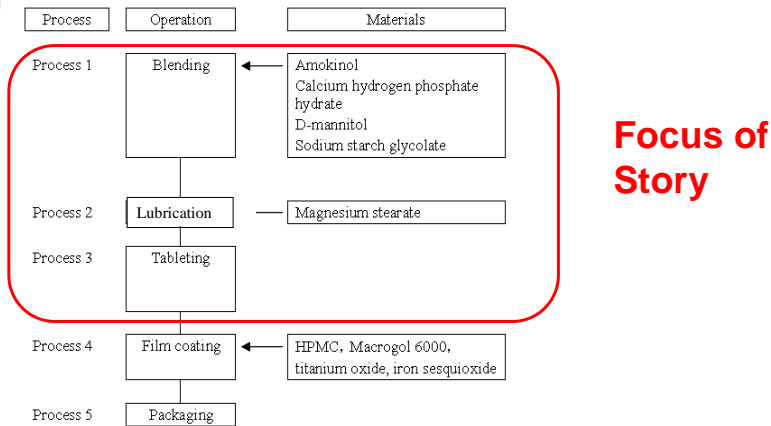 Process Operation Materials
Process 1 Blending Amokinol
Calcium hydrogen phosphate
hydrate
D-mannitol
Sodium starch glycolate
Focus of
Story
Process 2 Lubrication Magnesium stearate
Process 3 Tableting
Process 4 Film coating HPMC, Macrogol 6000,
titanium oxide, iron sesquioxide
Process 5 Packaging